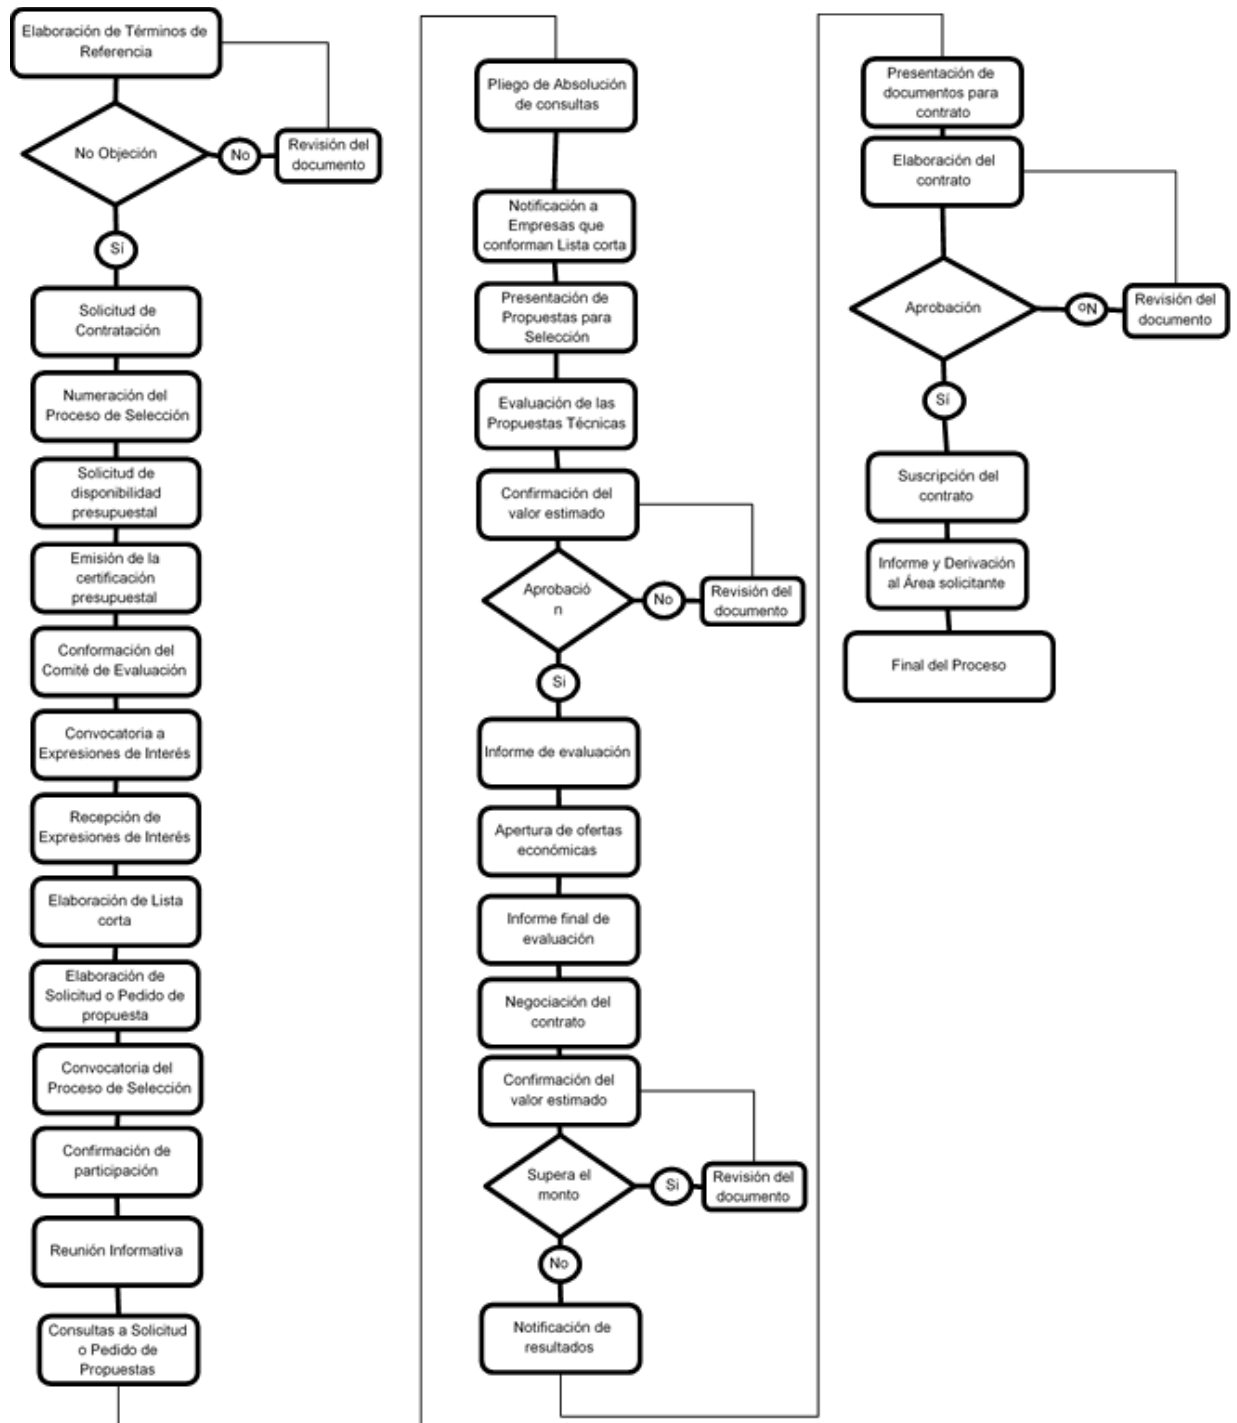 Elaboración de Términos de
Referencia
No Objeción
No
Revisión del
documento
Sí
Solicitud de
Contratación
Numeración del
Proceso de Selección
Solicitud de
disponibilidad
presupuestal
Emisión de la
certificación
presupuestal
Conformación del
Comité de Evaluación
Convocatoria a
Expresiones de Interés
Recepción de
Expresiones de Interés
Elaboración de Lista
corta
Elaboración de
Solicitud o Pedido de
propuesta
Convocatoria del
Proceso de Selección
Confirmación de
participación
Reunión Informativa
Consultas a Solicitud
o Pedido de
Propuestas
Pliego de Absolución
de consultas
Notificación a
Empresas que
conforman Lista corta
Presentación de
Propuestas para
Selección
Evaluación de las
Propuestas Técnicas
Confirmación del
valor estimado
Aprobació
n
No
Revisión del
documento
Si
Informe de evaluación
Apertura de ofertas
económicas
Informe final de
evaluación
Negociación del
contrato
Confirmación del
valor estimado
Supera el
monto
Si
Revisión del
documento
No
Notificación de
resultados
Presentación de
documentos para
contrato
Elaboración del
contrato
Aprobación
No
Revisión del
documento
Sí
Suscripción del
contrato
Informe y Derivación
al Área solicitante
Final del Proceso